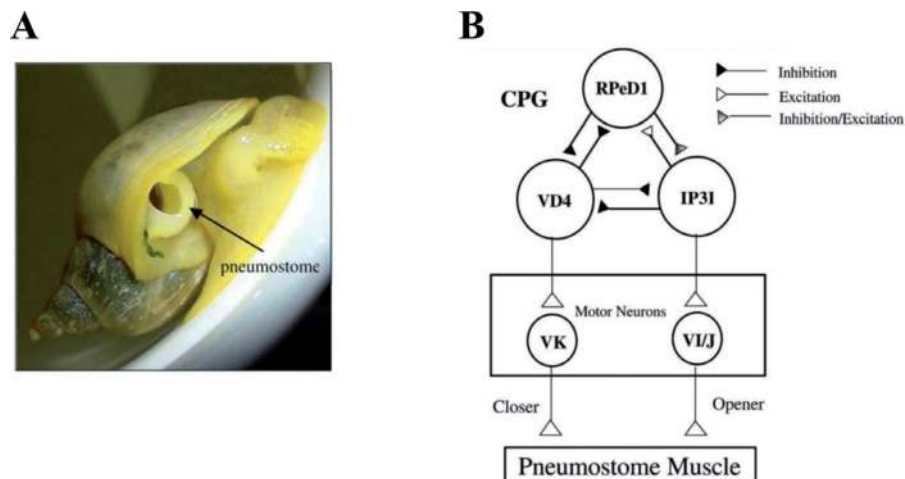 A
pneumostome
B
CPG
RPeD1
Inhibition
Excitation
Inhibition/Excitation
VD4
IP3I
Motor Neurons
VK
VI/J
Closer
Opener
Pneumostome Muscle